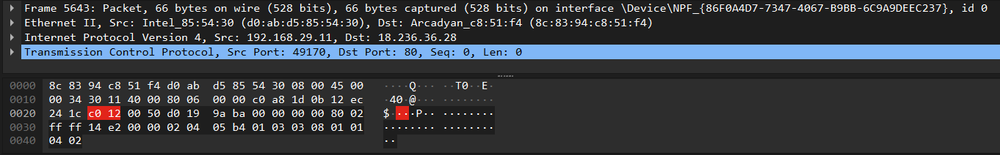 Frame 5643: Packet, 66 bytes on wire (528 bits), 66 bytes captured (528 bits) on interface \Device\NPF_{86F0A4D7-7347-4067-B9BB-6C9A9DEEC237}, id 0
Ethernet II, Src: Intel_85:54:30 (d0:ab:d5:85:54:30), Dst: Arcadyan_c8:51:f4 (8c:83:94:c8:51:f4)
Internet Protocol Version 4, Src: 192.168.29.11, Dst: 18.236.36.28
Transmission Control Protocol, Src Port: 49170, Dst Port: 80, Seq: 0, Len: 0
0000 8c 83 94 c8 51 f4 d0 ab d5 85 54 30 08 00 45 00 ····Q··· ··T0··E·
0010 00 34 30 11 40 00 80 06 00 00 c0 a8 1d 0b 12 ec ·40·@··· ········
0020 24 1c c0 12 00 50 d0 19 9a ba 00 00 00 00 80 02 $····P·· ········
0030 ff ff 14 e2 00 00 02 04 05 b4 01 03 03 08 01 01 ········ ········
0040 04 02 ··